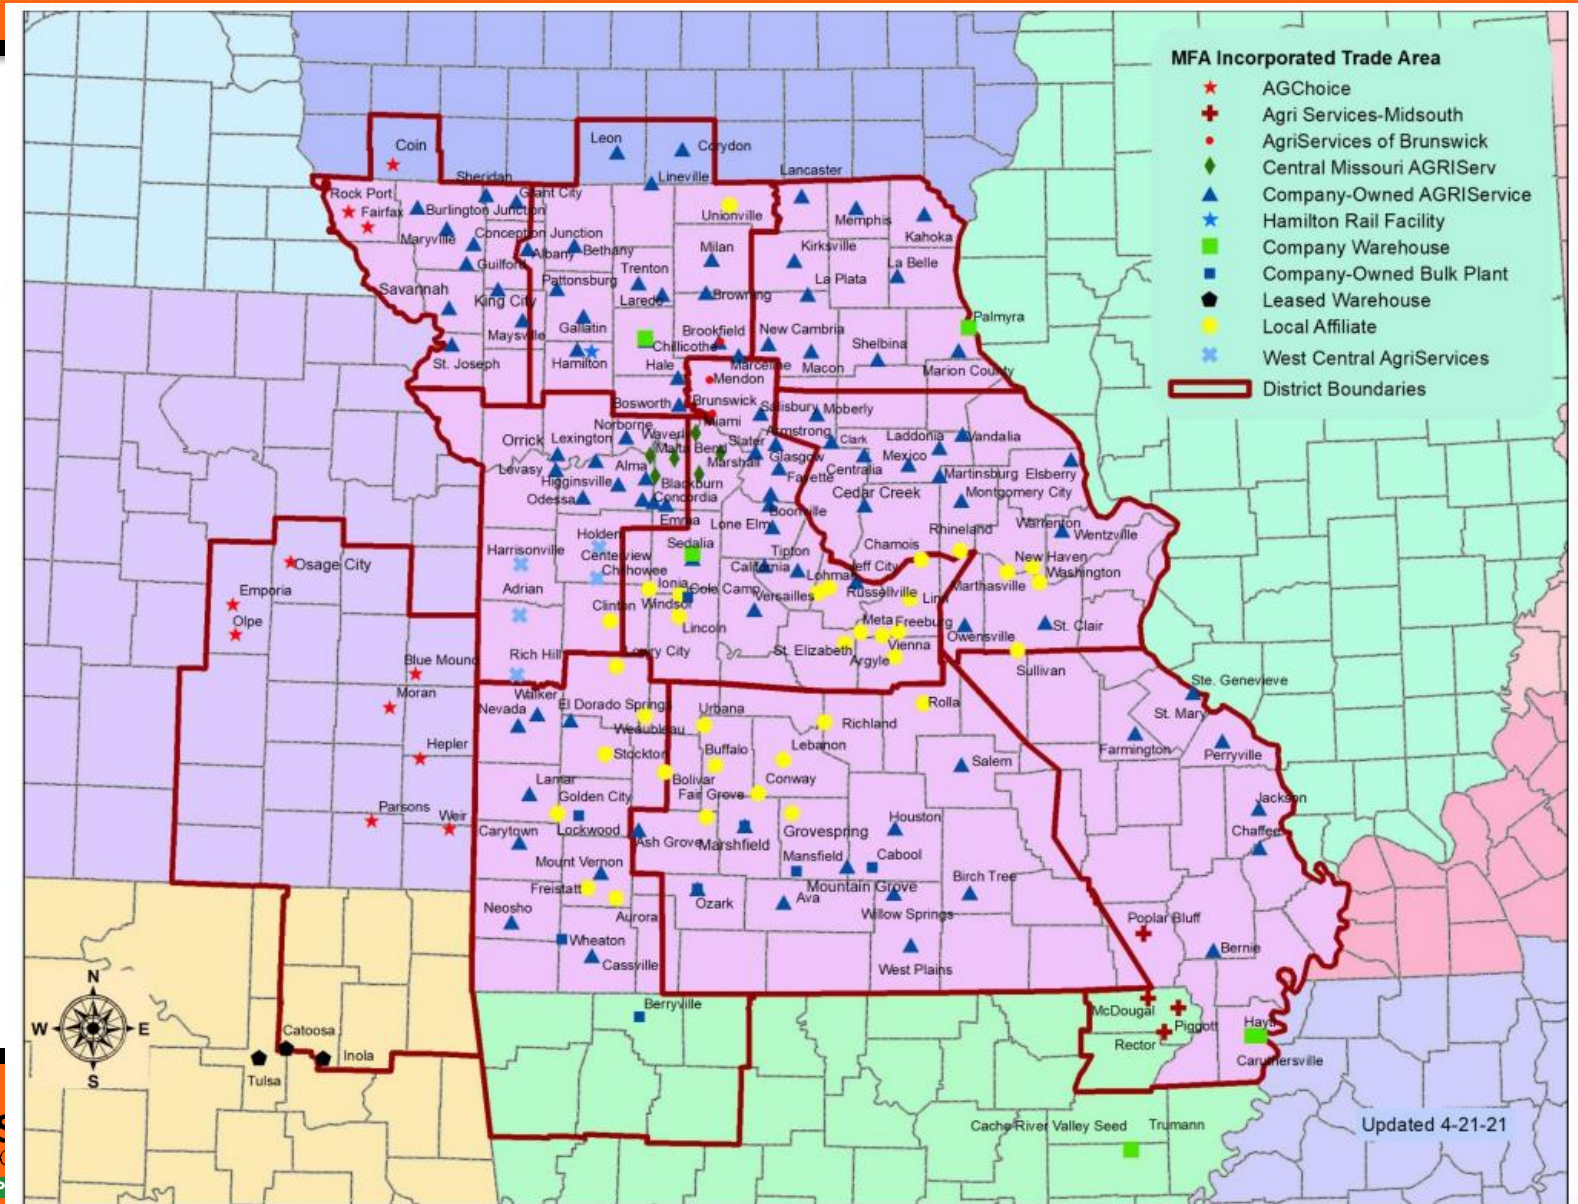 MFA Incorporated Trade Area
AGChoice
Agri Services-Midsouth
AgriServices of Brunswick
Central Missouri AGRIServ
Company-Owned AGRIService
Hamilton Rail Facility
Company Warehouse
Company-Owned Bulk Plant
Leased Warehouse
Local Affiliate
West Central AgriServices
District Boundaries
Leon
Corydon
Coin
Lineville
Lancaster
Sheridan
Grant City
Rock Port
Fairfax
Burlington Junction
Unionville
Memphis
Kahoka
Maryville
Conception Junction
Albany
Bethany
Milan
Kirksville
Guilford
Trenton
La Plata
La Belle
Savannah
King City
Pattonsburg
Laredo
Browning
Palmyra
Maysville
Gallatin
Brookfield
New Cambria
Shelbina
Chillicothe
St. Joseph
Hamilton
Hale
Marceline
Macon
Marion County
Mendon
Bosworth
Brunswick
Salisbury
Moberly
Miami
Norborne
Armstrong
Orrick
Lexington
Slater
Clark
Laddonia
Vandalia
Malta Bend
Glasgow
Mexico
Levasy
Alma
Marshall
Centralia
Martinsburg
Elsberry
Higginsville
Blackburn
Fayette
Odessa
Concordia
Cedar Creek
Montgomery City
Emma
Boonville
Lone Elm
Rhineland
Warrenton
Wentzville
Holden
Harrisonville
Centerview
Sedalia
Tipton
Chamois
New Haven
Chilhowee
California
Jeff City
Washington
Osage City
Adrian
Ionia
Cole Camp
Lohman
Marthasville
Emporia
Clinton
Windsor
Versailles
Russellville
Linn
Olpe
Lincoln
Meta
Freeburg
Owensville
St. Clair
Rich Hill
Lowry City
St. Elizabeth
Vienna
Argyle
Sullivan
Blue Mound
Ste. Genevieve
Moran
Walker
Nevada
El Dorado Springs
Urbana
Rolla
St. Mary
Weaubleau
Richland
Hepler
Stockton
Buffalo
Lebanon
Farmington
Perryville
Salem
Lamar
Bolivar
Conway
Golden City
Fair Grove
Jackson
Parsons
Weir
Houston
Carytown
Lockwood
Ash Grove
Marshfield
Grovespring
Chaffee
Mount Vernon
Mansfield
Cabool
Freistatt
Mountain Grove
Birch Tree
Neosho
Aurora
Ozark
Ava
Willow Springs
Poplar Bluff
Wheaton
Bernie
Cassville
West Plains
Berryville
McDougal
Piggott
Hayti
Rector
Caruthersville
N
W
E
S
Catoosa
Inola
Tulsa
Cache River Valley Seed
Trumann
Updated 4-21-21